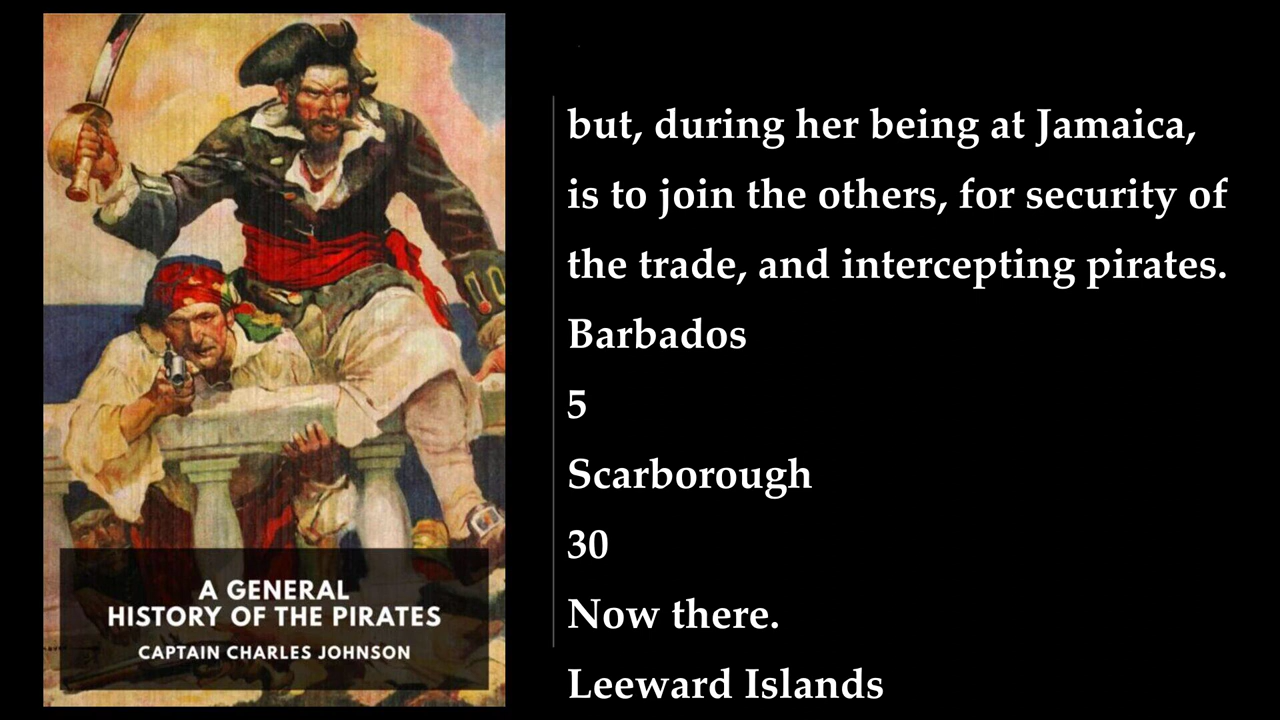 A GENERAL
HISTORY OF THE PIRATES
CAPTAIN CHARLES JOHNSON
but, during her being at Jamaica,
is to join the others, for security of
the trade, and intercepting pirates.
Barbados
5
Scarborough
30
Now there.
Leeward Islands